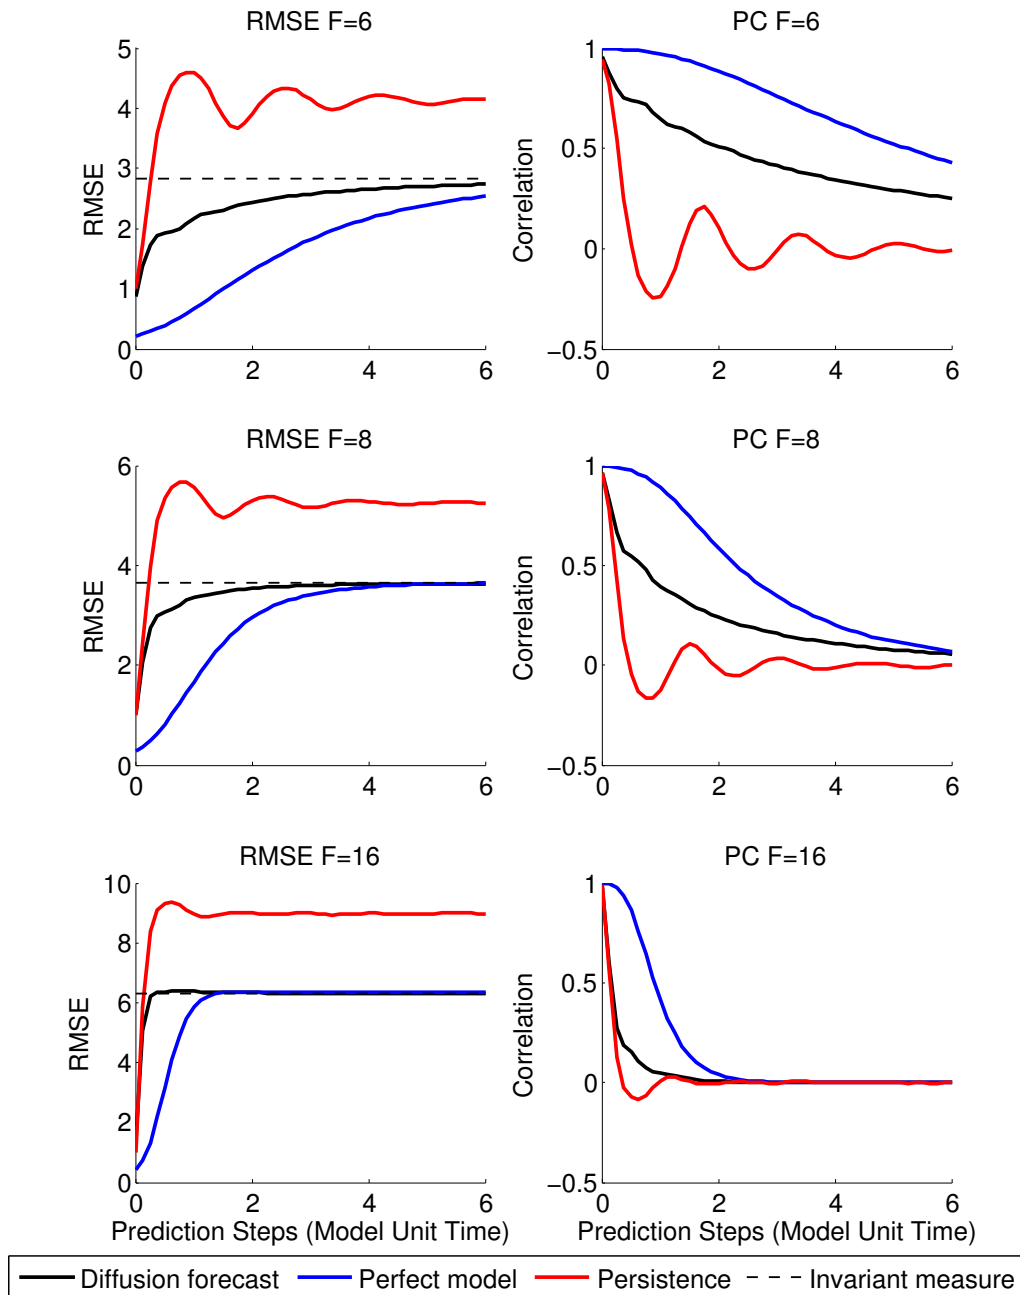 RMSE F=6
PC F=6
5
4
3
2
1
0
RMSE
0 2 4 6
1
0.5
0
−0.5
Correlation
0 2 4 6
RMSE F=8
PC F=8
6
4
2
0
RMSE
0 2 4 6
1
0.5
0
−0.5
Correlation
0 2 4 6
RMSE F=16
PC F=16
10
8
6
4
2
0
RMSE
0 2 4 6
Prediction Steps (Model Unit Time)
1
0.5
0
−0.5
Correlation
0 2 4 6
Prediction Steps (Model Unit Time)
Diffusion forecast Perfect model Persistence Invariant measure